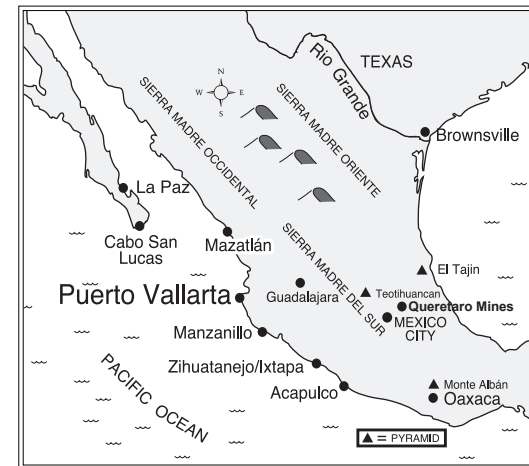 TEXAS
Rio Grande
N
W
E
S
SIERRA MADRE OCCIDENTAL
SIERRA MADRE ORIENTE
Brownsville
La Paz
Cabo San
Lucas
Mazatlán
SIERRA MADRE DEL SUR
El Tajin
Puerto Vallarta
Guadalajara
Teotihuancan
Queretaro Mines
MEXICO
CITY
Manzanillo
Zihuatanejo/Ixtapa
Acapulco
PACIFIC OCEAN
Monte Albán
Oaxaca
▲ = PYRAMID